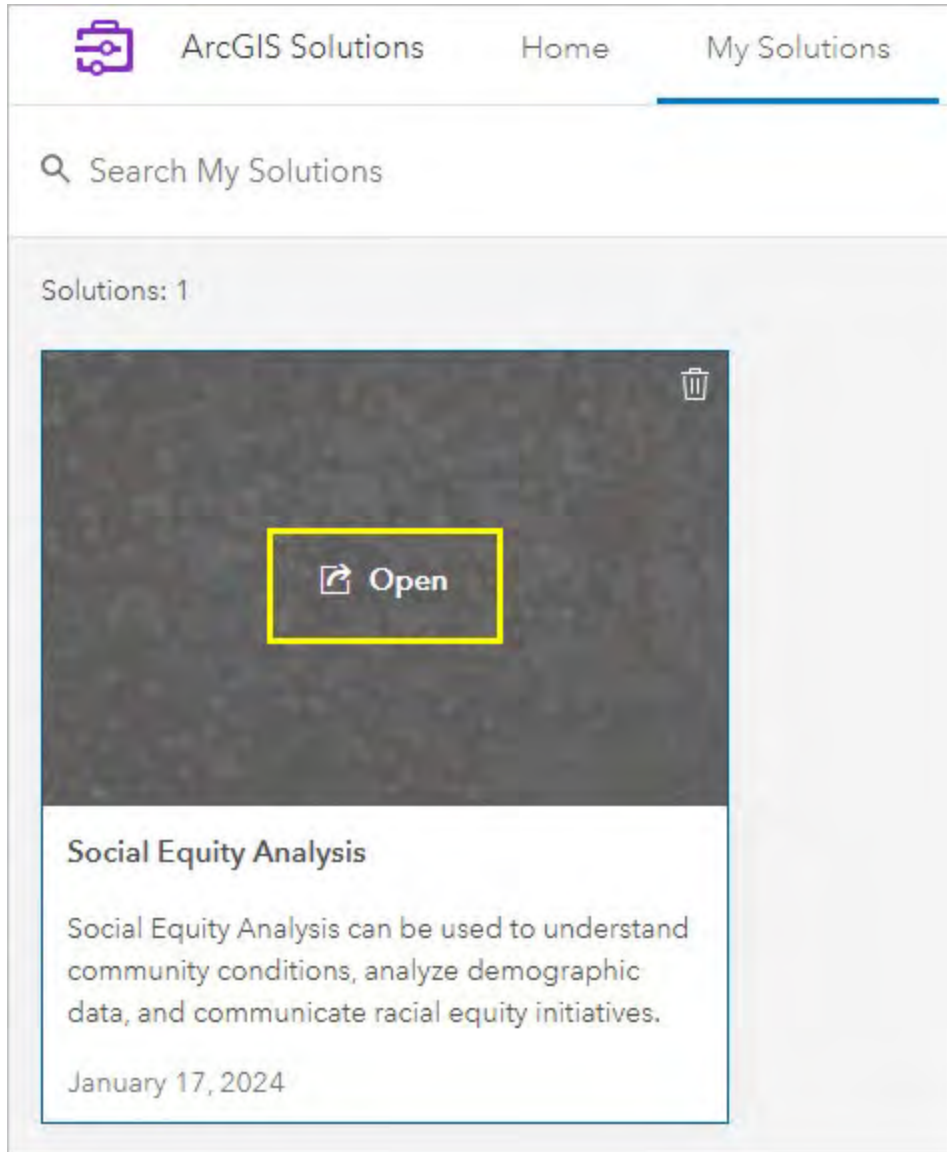 ArcGIS Solutions Home My Solutions
Search My Solutions
Solutions: 1
Open
Social Equity Analysis
Social Equity Analysis can be used to understand
community conditions, analyze demographic
data, and communicate racial equity initiatives.
January 17, 2024